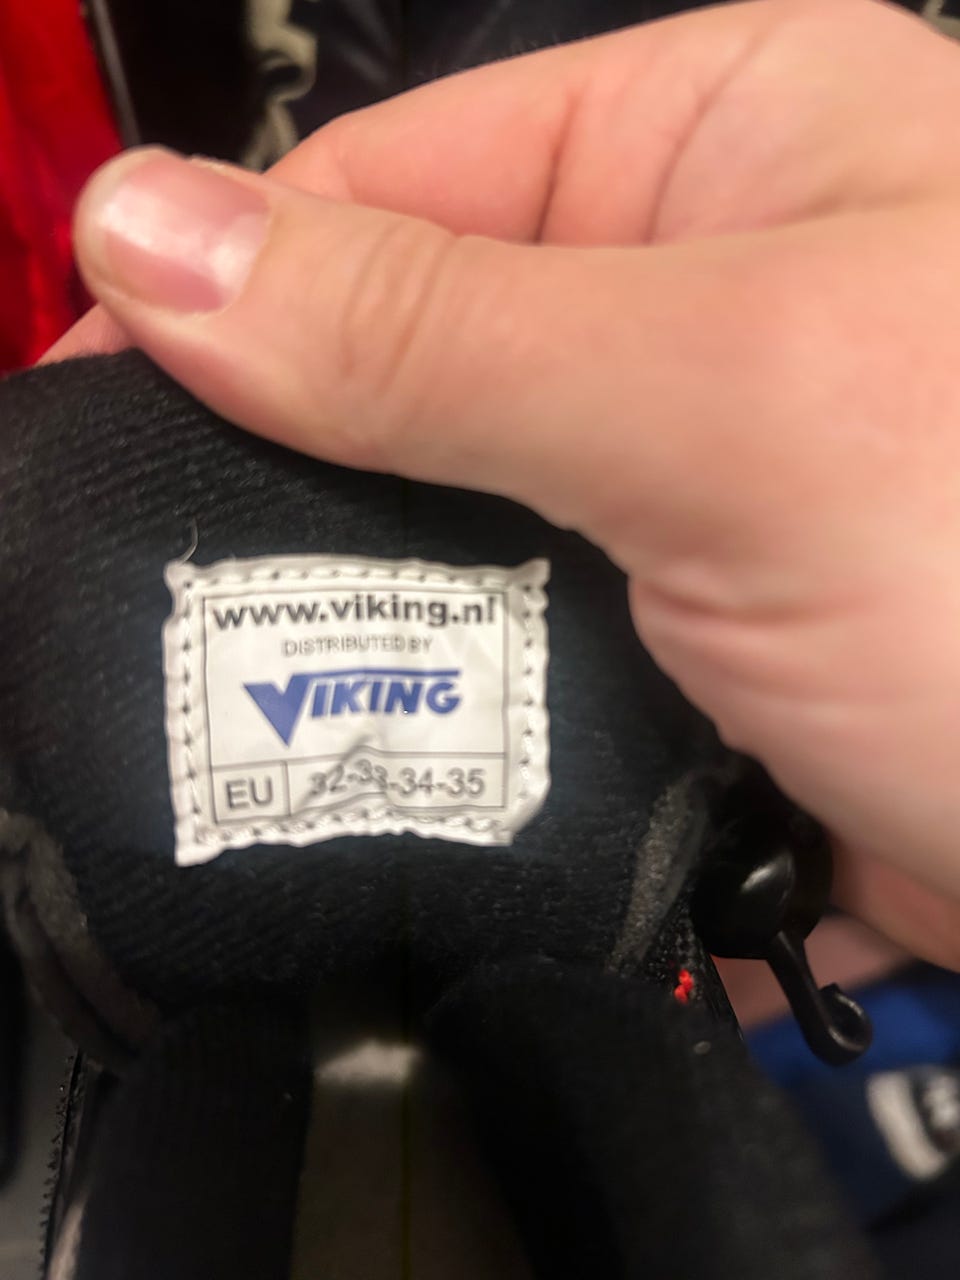 www.viking.nl
DISTRIBUTED BY
VIKING
EU 32-33-34-35